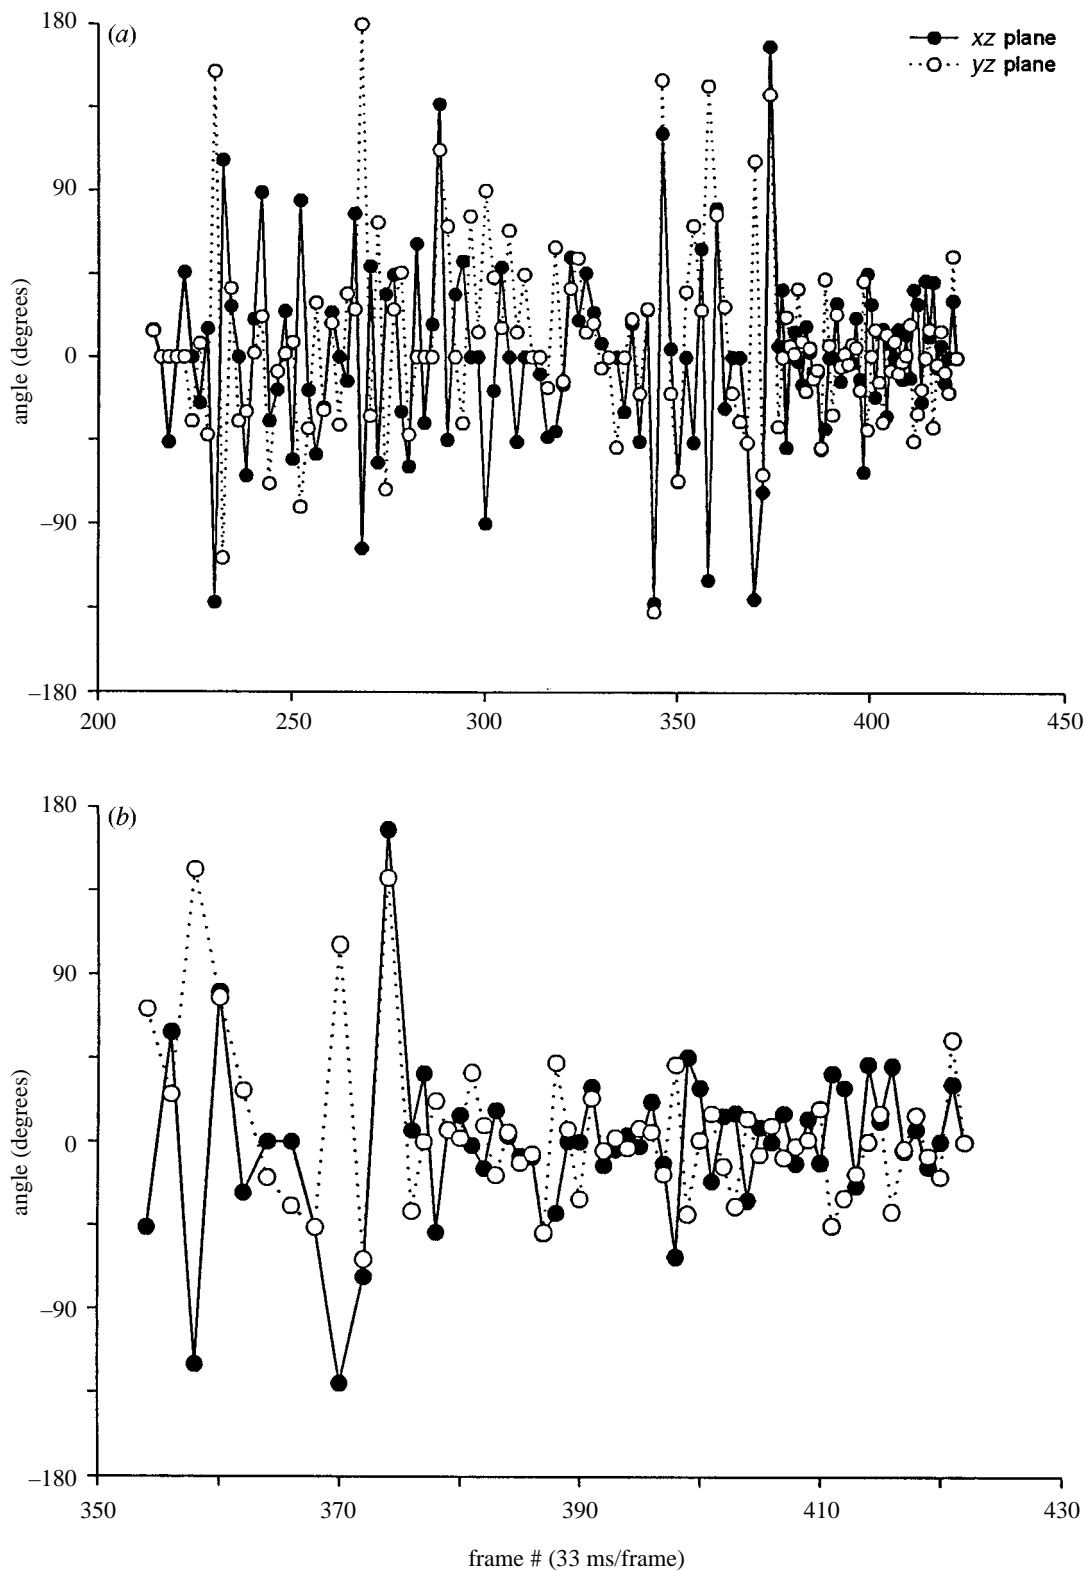 180
(a)
xz plane
yz plane
90
angle (degrees)
0
–90
–180
200 250 300 350 400 450
180
(b)
90
angle (degrees)
0
–90
–180
350 370 390 410 430
frame # (33 ms/frame)